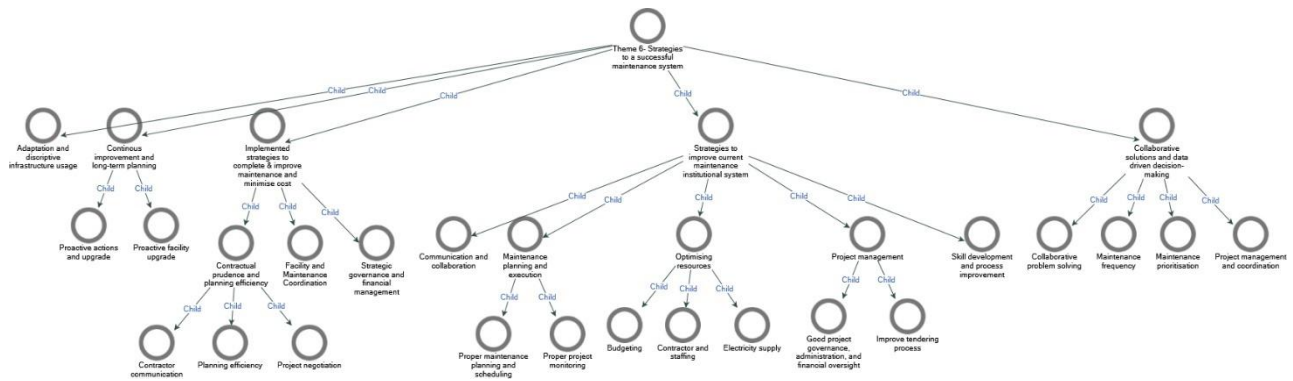 Theme 6- Strategies
to a successful
maintenance system
Child
Child
Child
Child
Child
Adaptation and
discriptive
infrastructure usage
Continous
improvement and
long-term planning
Implemented
strategies to
complete & improve
maintenance and
minimise cost
Strategies to
improve current
maintenance
institutional system
Collaborative
solutions and data
driven decision-
making
Child
Child
Child
Child
Child
Child
Child
Child
Child
Child
Child
Child
Child
Child
Proactive actions
and upgrade
Proactive facility
upgrade
Contractual
prudence and
planning efficiency
Facility and
Maintenance
Coordination
Strategic
governance and
financial
management
Communication and
collaboration
Maintenance
planning and
execution
Optimising
resources
Project management
Skill development
and process
improvement
Collaborative
problem solving
Maintenance
frequency
Maintenance
prioritisation
Project management
and coordination
Child
Child
Child
Child
Child
Child
Child
Child
Child
Child
Contractor
communication
Planning efficiency
Project negotiation
Proper maintenance
planning and
scheduling
Proper project
monitoring
Budgeting
Contractor and
staffing
Electricity supply
Good project
governance,
administration, and
financial oversight
Improve tendering
process